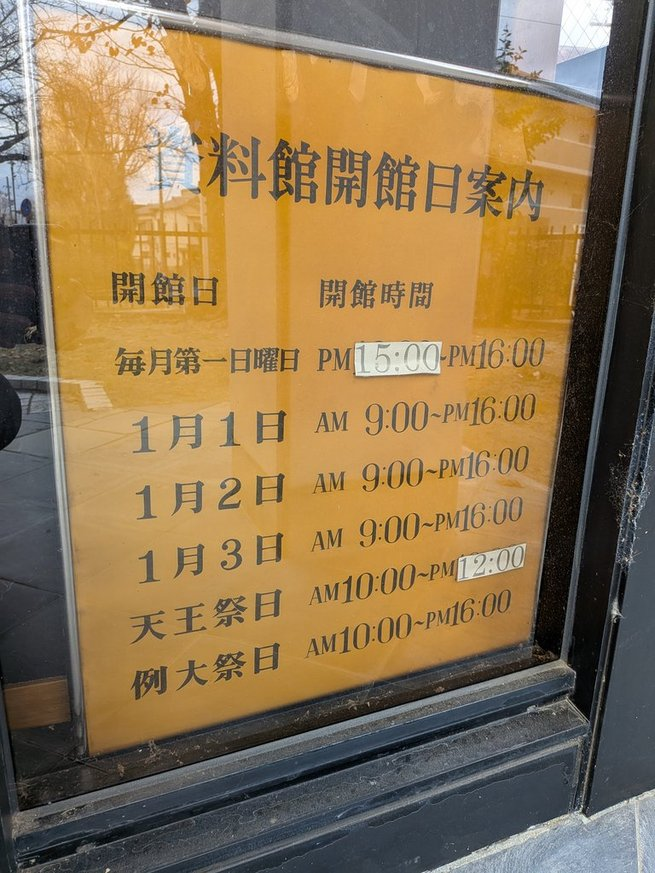 資料館開館日案内
開館日 開館時間
毎月第一日曜日 PM15:00~PM16:00
1月1日 AM 9:00~PM16:00
1月2日 AM 9:00~PM16:00
1月3日 AM 9:00~PM16:00
天王祭日 AM10:00~PM12:00
例大祭日 AM10:00~PM16:00